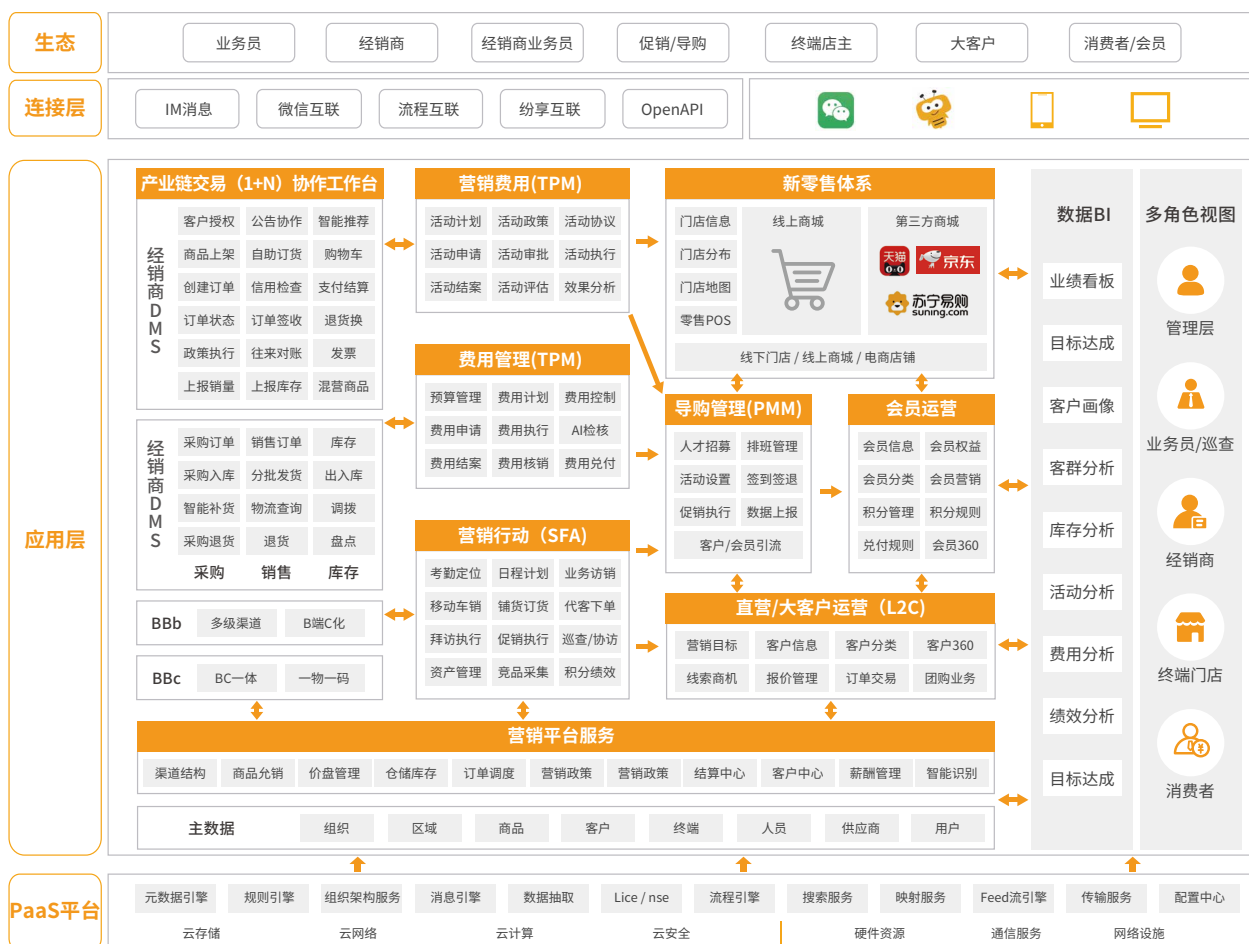 生态
业务员 经销商 经销商业务员 促销/导购 终端店主 大客户 消费者/会员
连接层
IM消息 微信互联 流程互联 纷享互联 OpenAPI
应用层
产业链交易（1+N）协作工作台
经销商DMS
客户授权 公告协作 智能推荐
商品上架 自助订货 购物车
创建订单 信用检查 支付结算
订单状态 订单签收 退货换
政策执行 往来对账 发票
上报销量 上报库存 混营商品
经销商DMS
采购订单 销售订单 库存
采购入库 分批发货 出入库
智能补货 物流查询 调拨
采购退货 退货 盘点
采购 销售 库存
BBb 多级渠道 B端C化
BBc BC一体 一物一码
营销费用(TPM)
活动计划 活动政策 活动协议
活动申请 活动审批 活动执行
活动结案 活动评估 效果分析
费用管理(TPM)
预算管理 费用计划 费用控制
费用申请 费用执行 AI检核
费用结案 费用核销 费用兑付
营销行动（SFA)
考勤定位 日程计划 业务访销
移动车销 铺货订货 代客下单
拜访执行 促销执行 巡查/协访
资产管理 竞品采集 积分绩效
新零售体系
门店信息
门店分布
门店地图
零售POS
线上商城
第三方商城
天猫
京东
苏宁易购
suning.com
线下门店 / 线上商城 / 电商店铺
导购管理(PMM)
人才招募 排班管理
活动设置 签到签退
促销执行 数据上报
客户/会员引流
会员运营
会员信息 会员权益
会员分类 会员营销
积分管理 积分规则
兑付规则 会员360
直营/大客户运营（L2C)
营销目标 客户信息 客户分类 客户360
线索商机 报价管理 订单交易 团购业务
营销平台服务
渠道结构 商品允销 价盘管理 仓储库存 订单调度 营销政策 营销政策 结算中心 客户中心 薪酬管理 智能识别
主数据 组织 区域 商品 客户 终端 人员 供应商 用户
数据BI
业绩看板
目标达成
客户画像
客群分析
库存分析
活动分析
费用分析
绩效分析
目标达成
多角色视图
管理层
业务员/巡查
经销商
终端门店
消费者
PaaS平台
元数据引擎 规则引擎 组织架构服务 消息引擎 数据抽取 Lice / nse 流程引擎 搜索服务 映射服务 Feed流引擎 传输服务 配置中心
云存储 云网络 云计算 云安全 硬件资源 通信服务 网络设施